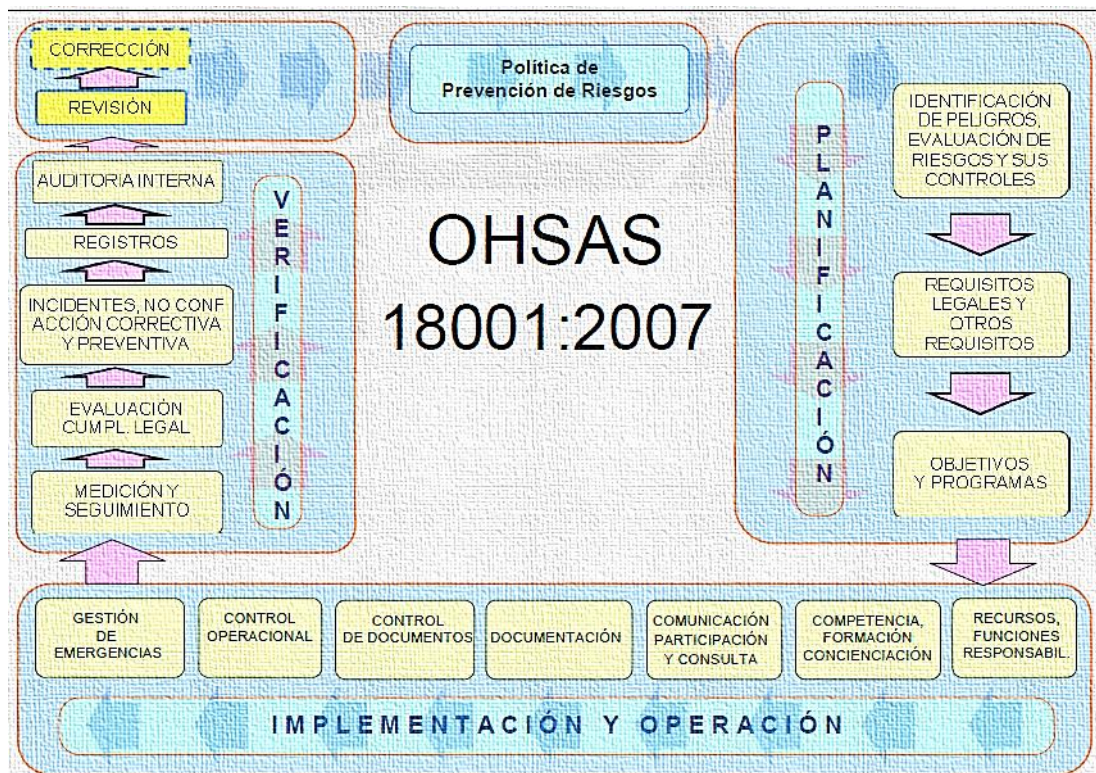 CORRECCIÓN
REVISIÓN
Política de
Prevención de Riesgos
PLANIFICACIÓN
IDENTIFICACIÓN
DE PELIGROS,
EVALUACIÓN DE
RIESGOS Y SUS
CONTROLES
REQUISITOS
LEGALES Y
OTROS
REQUISITOS
OBJETIVOS
Y PROGRAMAS
OHSAS
18001:2007
AUDITORIA INTERNA
REGISTROS
INCIDENTES, NO CONF
ACCIÓN CORRECTIVA
Y PREVENTIVA
EVALUACIÓN
CUMPL. LEGAL
MEDICIÓN Y
SEGUIMIENTO
VERIFICACIÓN
GESTIÓN
DE
EMERGENCIAS
CONTROL
OPERACIONAL
CONTROL
DE DOCUMENTOS
DOCUMENTACIÓN
COMUNICACIÓN
PARTICIPACIÓN
Y CONSULTA
COMPETENCIA,
FORMACIÓN
CONCIENCIACIÓN
RECURSOS,
FUNCIONES
RESPONSABIL.
IMPLEMENTACIÓN Y OPERACIÓN